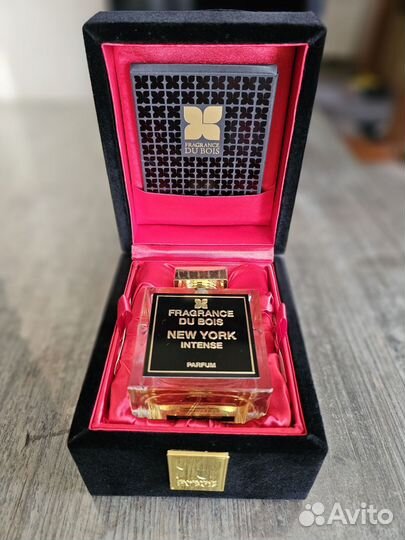 FRAGRANCE
DU BOIS
FRAGRANCE
DU BOIS
NEW YORK
INTENSE
PARFUM
Avito